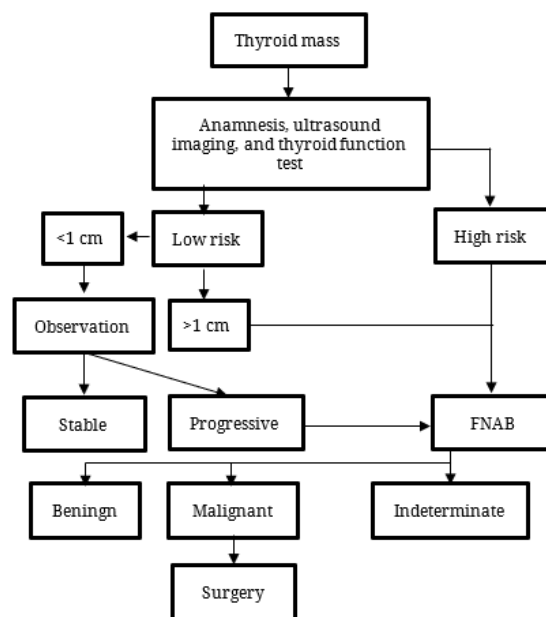 Thyroid mass
Anamnesis, ultrasound
imaging, and thyroid function
test
<1 cm
Low risk
High risk
Observation
>1 cm
Stable
Progressive
FNAB
Beningn
Malignant
Indeterminate
Surgery